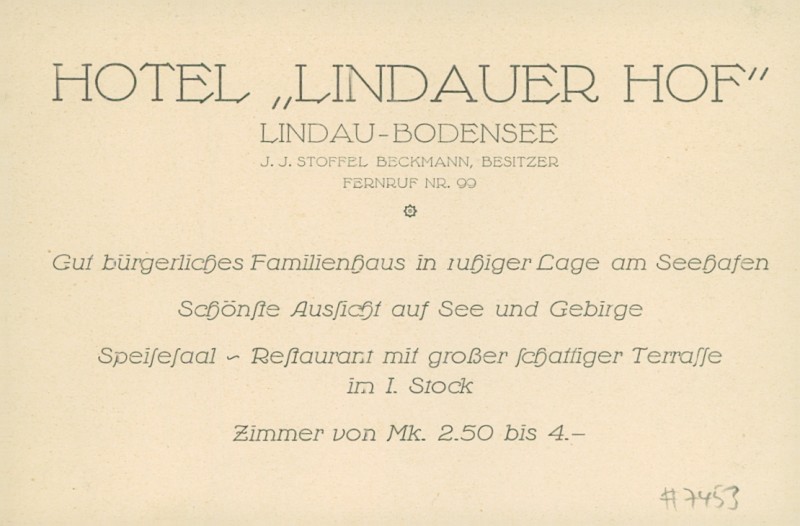 HOTEL „LINDAUER HOF”
LINDAU-BODENSEE
J. J. STOFFEL BECKMANN, BESITZER
FERNRUF NR. 99
Gut bürgerliches Familienhaus in ruhiger Lage am Seehafen
Schönſte Ausſicht auf See und Gebirge
Speiſeſaal ~ Reſtaurant mit großer ſchattiger Terraſſe
im I. Stock
Zimmer von Mk. 2.50 bis 4.–
#7453